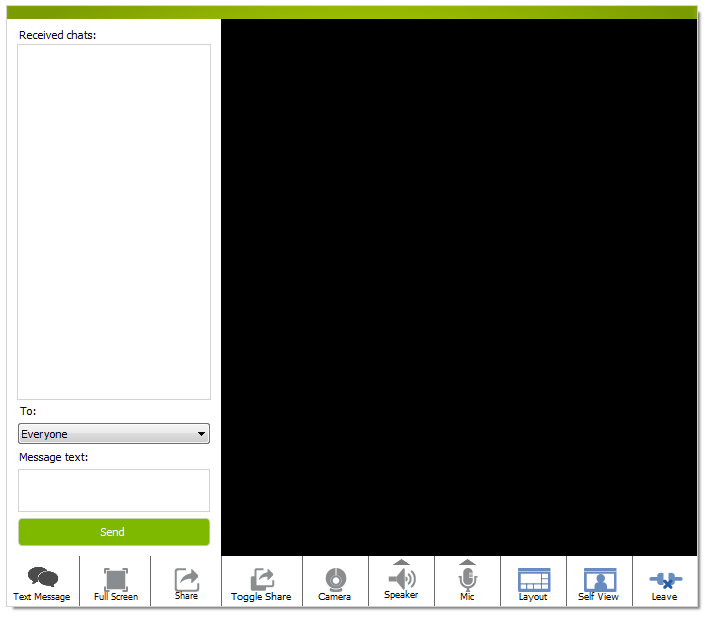 Received chats:
To:
Everyone
Message text:
Send
Text Message
Full Screen
Share
Toggle Share
Camera
Speaker
Mic
Layout
Self View
Leave